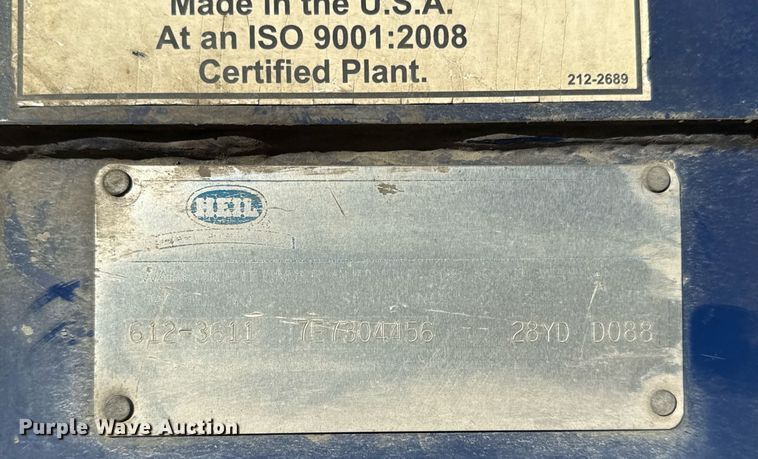 Made in the U.S.A.
At an ISO 9001:2008
Certified Plant.
212-2689
HEIL
612-3611 7E7304456 28YD D088
Purple Wave Auction